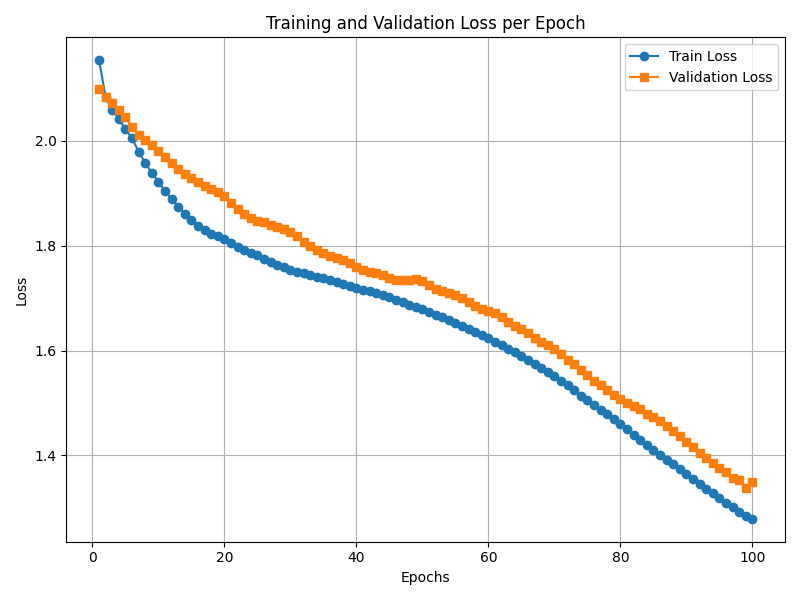 Training and Validation Loss per Epoch
Train Loss
Validation Loss
Loss
2.0
1.8
1.6
1.4
0 20 40 60 80 100
Epochs